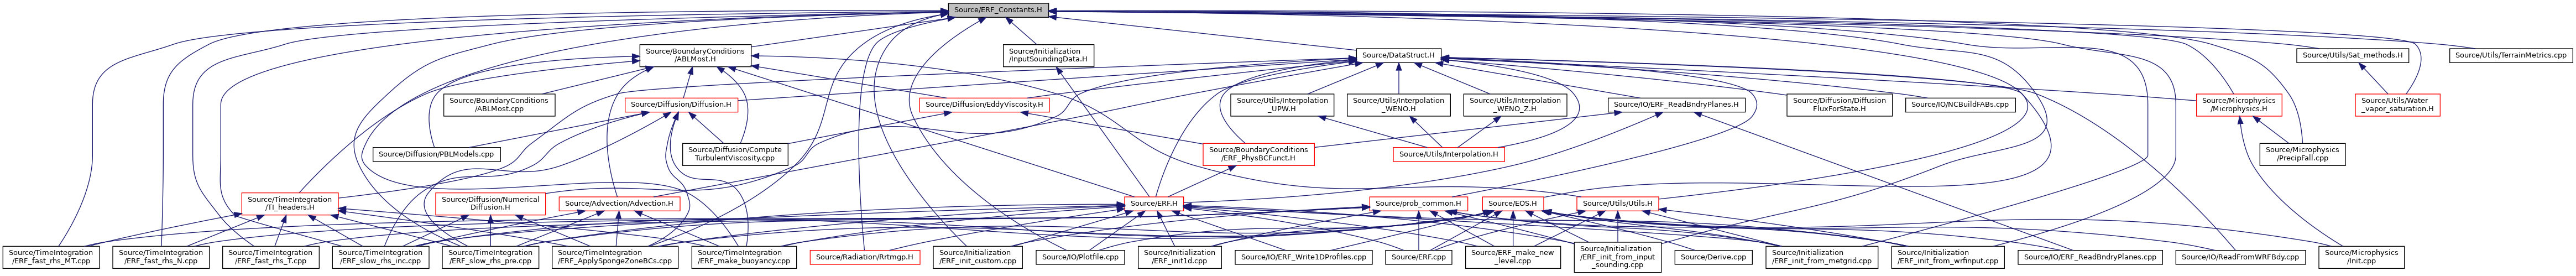 Source/ERF_Constants.H
Source/BoundaryConditions
/ABLMost.H
Source/Initialization
/InputSoundingData.H
Source/DataStruct.H
Source/Utils/Sat_methods.H
Source/Utils/TerrainMetrics.cpp
Source/BoundaryConditions
/ABLMost.cpp
Source/Diffusion/Diffusion.H
Source/Diffusion/EddyViscosity.H
Source/Utils/Interpolation
_UPW.H
Source/Utils/Interpolation
_WENO.H
Source/Utils/Interpolation
_WENO_Z.H
Source/IO/ERF_ReadBndryPlanes.H
Source/Diffusion/Diffusion
FluxForState.H
Source/IO/NCBuildFABs.cpp
Source/Microphysics
/Microphysics.H
Source/Utils/Water
_vapor_saturation.H
Source/Diffusion/PBLModels.cpp
Source/Diffusion/Compute
TurbulentViscosity.cpp
Source/BoundaryConditions
/ERF_PhysBCFunct.H
Source/Utils/Interpolation.H
Source/Microphysics
/PrecipFall.cpp
Source/TimeIntegration
/TI_headers.H
Source/Diffusion/Numerical
Diffusion.H
Source/Advection/Advection.H
Source/ERF.H
Source/prob_common.H
Source/EOS.H
Source/Utils/Utils.H
Source/TimeIntegration
/ERF_fast_rhs_MT.cpp
Source/TimeIntegration
/ERF_fast_rhs_N.cpp
Source/TimeIntegration
/ERF_fast_rhs_T.cpp
Source/TimeIntegration
/ERF_slow_rhs_inc.cpp
Source/TimeIntegration
/ERF_slow_rhs_pre.cpp
Source/TimeIntegration
/ERF_ApplySpongeZoneBCs.cpp
Source/TimeIntegration
/ERF_make_buoyancy.cpp
Source/Radiation/Rrtmgp.H
Source/Initialization
/ERF_init_custom.cpp
Source/IO/Plotfile.cpp
Source/Initialization
/ERF_init1d.cpp
Source/IO/ERF_Write1DProfiles.cpp
Source/ERF.cpp
Source/ERF_make_new
_level.cpp
Source/Initialization
/ERF_init_from_input
_sounding.cpp
Source/Derive.cpp
Source/Initialization
/ERF_init_from_metgrid.cpp
Source/Initialization
/ERF_init_from_wrfinput.cpp
Source/IO/ERF_ReadBndryPlanes.cpp
Source/IO/ReadFromWRFBdy.cpp
Source/Microphysics
/Init.cpp